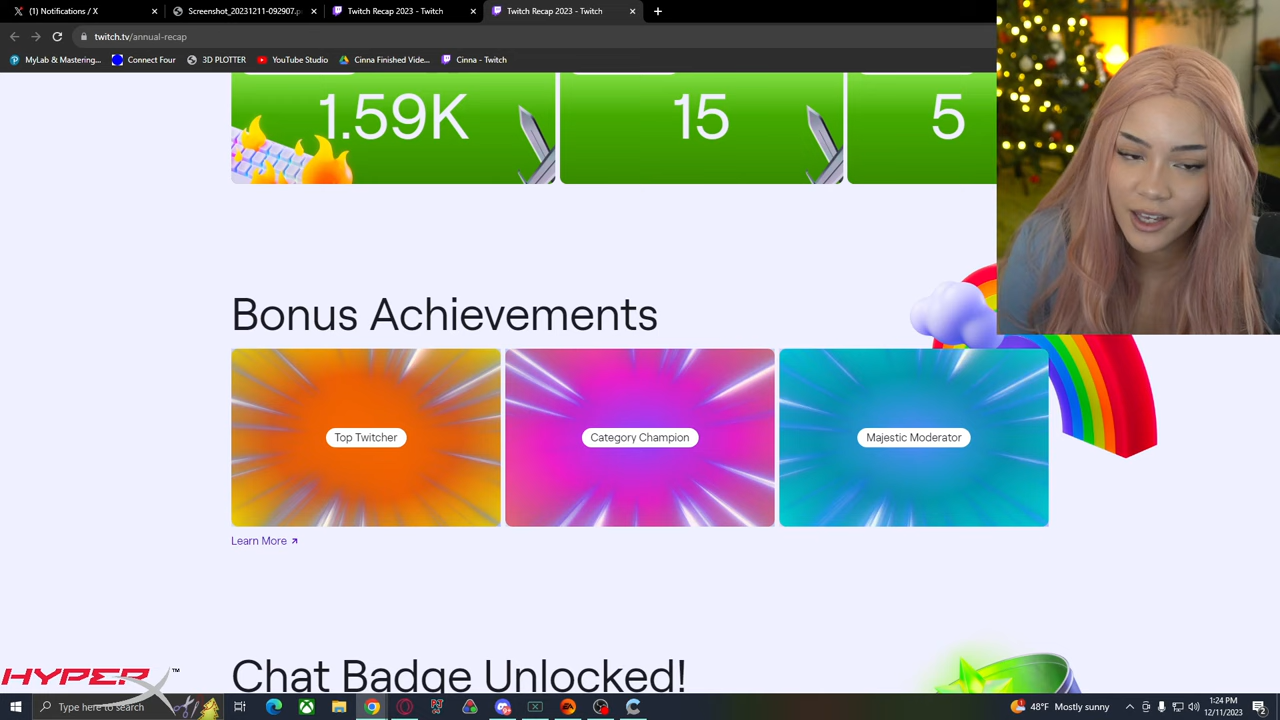 (1) Notifications / X
Screenshot_20231211-092907.p
Twitch Recap 2023 - Twitch
Twitch Recap 2023 - Twitch
twitch.tv/annual-recap
MyLab & Mastering...
Connect Four
3D PLOTTER
YouTube Studio
Cinna Finished Vide...
Cinna - Twitch
1.59K
15
5
Bonus Achievements
Top Twitcher
Category Champion
Majestic Moderator
Learn More
Chat Badge Unlocked!
HYPERX™
Type here to search
48°F Mostly sunny
1:24 PM
12/11/2023
2